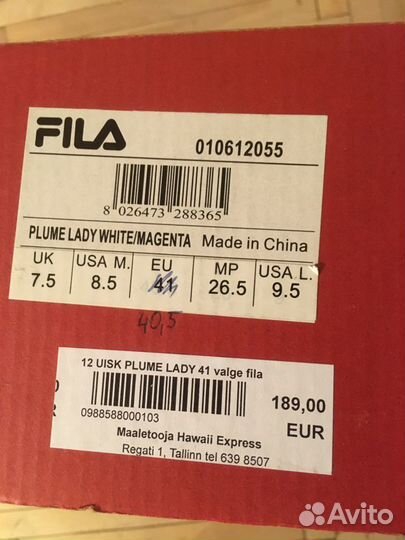 FILA 010612055
8 026473 288365
PLUME LADY WHITE/MAGENTA Made in China
UK USA M. EU MP USA L.
7.5 8.5 41 26.5 9.5
40,5
12 UISK PLUME LADY 41 valge fila
0988588000103
189,00
EUR
Maaletooja Hawaii Express
Regati 1, Tallinn tel 639 8507
Avito